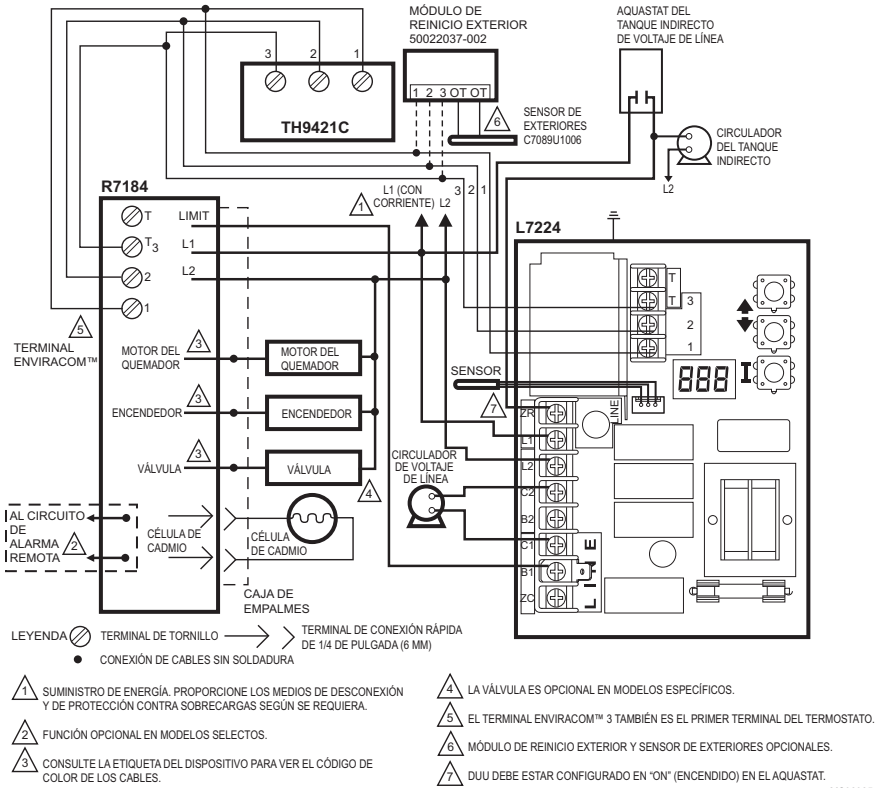 MÓDULO DE
REINICIO EXTERIOR
50022037-002
AQUASTAT DEL
TANQUE INDIRECTO
DE VOLTAJE DE LÍNEA
3 2 1
TH9421C
1 2 3 OT OT
6
SENSOR DE
EXTERIORES
C7089U1006
CIRCULADOR
DEL TANQUE
INDIRECTO
L2
R7184
1
L1 (CON
CORRIENTE) L2
3 2 1
L7224
T
LIMIT
T3
L1
2
L2
1
5
TERMINAL
ENVIRACOM™
T
T
3
2
1
888
MOTOR DEL
QUEMADOR
3
MOTOR DEL
QUEMADOR
SENSOR
7
ENCENDEDOR
3
ENCENDEDOR
VÁLVULA
3
VÁLVULA
4
CIRCULADOR
DE VOLTAJE
DE LÍNEA
ZR
LINE
L1
L2
C2
B2
C1
B1
ZC
LINE
AL CIRCUITO
DE
ALARMA
REMOTA
2
CÉLULA DE
CADMIO
CÉLULA
DE CADMIO
CAJA DE
EMPALMES
LEYENDA
TERMINAL DE TORNILLO
TERMINAL DE CONEXIÓN RÁPIDA
DE 1/4 DE PULGADA (6 MM)
CONEXIÓN DE CABLES SIN SOLDADURA
1 SUMINISTRO DE ENERGÍA. PROPORCIONE LOS MEDIOS DE DESCONEXIÓN
Y DE PROTECCIÓN CONTRA SOBRECARGAS SEGÚN SE REQUIERA.
2 FUNCIÓN OPCIONAL EN MODELOS SELECTOS.
3 CONSULTE LA ETIQUETA DEL DISPOSITIVO PARA VER EL CÓDIGO DE
COLOR DE LOS CABLES.
4 LA VÁLVULA ES OPCIONAL EN MODELOS ESPECÍFICOS.
5 EL TERMINAL ENVIRACOM™ 3 TAMBIÉN ES EL PRIMER TERMINAL DEL TERMOSTATO.
6 MÓDULO DE REINICIO EXTERIOR Y SENSOR DE EXTERIORES OPCIONALES.
7 DUU DEBE ESTAR CONFIGURADO EN “ON” (ENCENDIDO) EN EL AQUASTAT.